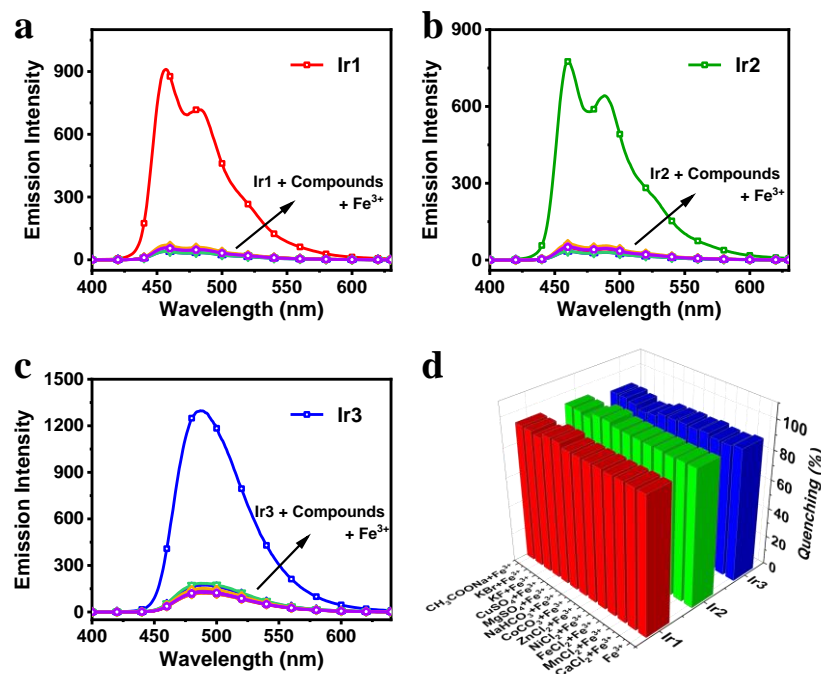 a
Ir1
Ir1 + Compounds
+ Fe³⁺
Emission Intensity
900
600
300
0
400 450 500 550 600
Wavelength (nm)
b
Ir2
Ir2 + Compounds
+ Fe³⁺
Emission Intensity
900
600
300
0
400 450 500 550 600
Wavelength (nm)
c
Ir3
Ir3 + Compounds
+ Fe³⁺
Emission Intensity
1500
1200
900
600
300
0
400 450 500 550 600
Wavelength (nm)
d
100
80
60
40
20
0
Quenching (%)
CH₃COONa+Fe³⁺
KBr+Fe³⁺
KF+Fe³⁺
CuSO₄+Fe³⁺
MgSO₄+Fe³⁺
NaHCO₃+Fe³⁺
CoCO₃+Fe³⁺
ZnCl₂+Fe³⁺
NiCl₂+Fe³⁺
FeCl₂+Fe³⁺
MnCl₂+Fe³⁺
CaCl₂+Fe³⁺
Fe³⁺
Ir1
Ir2
Ir3